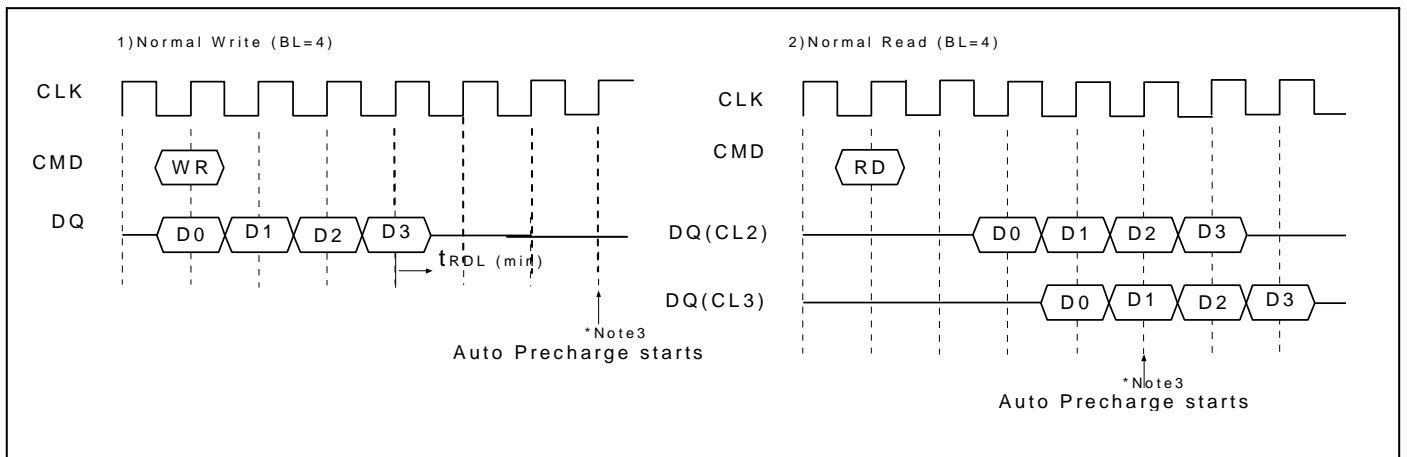 1)Normal Write (BL=4)
CLK
CMD
WR
DQ
D0 D1 D2 D3
tRDL (min)
*Note3
Auto Precharge starts
2)Normal Read (BL=4)
CLK
CMD
RD
DQ(CL2)
D0 D1 D2 D3
DQ(CL3)
D0 D1 D2 D3
*Note3
Auto Precharge starts